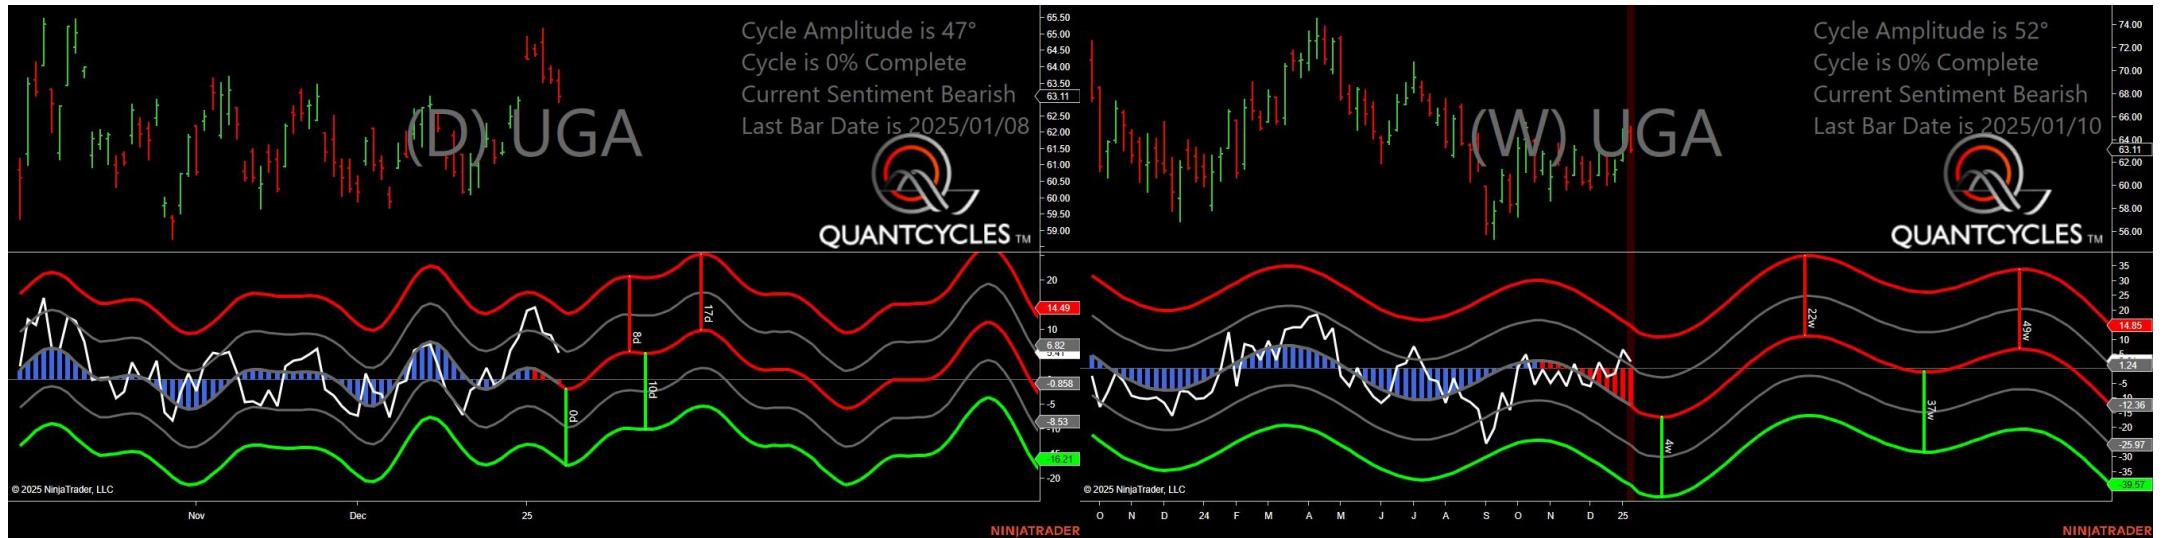 Cycle Amplitude is 47°
Cycle is 0% Complete
Current Sentiment Bearish
Last Bar Date is 2025/01/08
(D) UGA
QUANTCYCLES TM
65.50
65.00
64.50
64.00
63.50
63.11
62.50
62.00
61.50
61.00
60.50
60.00
59.50
59.00
20
14.49
10
6.82
-0.858
-5
-8.53
-16.21
-20
8d
17d
10d
0d
© 2025 NinjaTrader, LLC
Nov
Dec
25
NINJATRADER
Cycle Amplitude is 52°
Cycle is 0% Complete
Current Sentiment Bearish
Last Bar Date is 2025/01/10
(W) UGA
QUANTCYCLES TM
74.00
72.00
70.00
68.00
66.00
64.00
63.11
62.00
60.00
58.00
56.00
35
30
25
20
14.85
10
5
1.24
-5
-12.36
-15
-20
-25.97
-30
-35
-39.57
22w
49w
37w
4w
© 2025 NinjaTrader, LLC
O N D 24 F M A M J J A S O N D 25
NINJATRADER